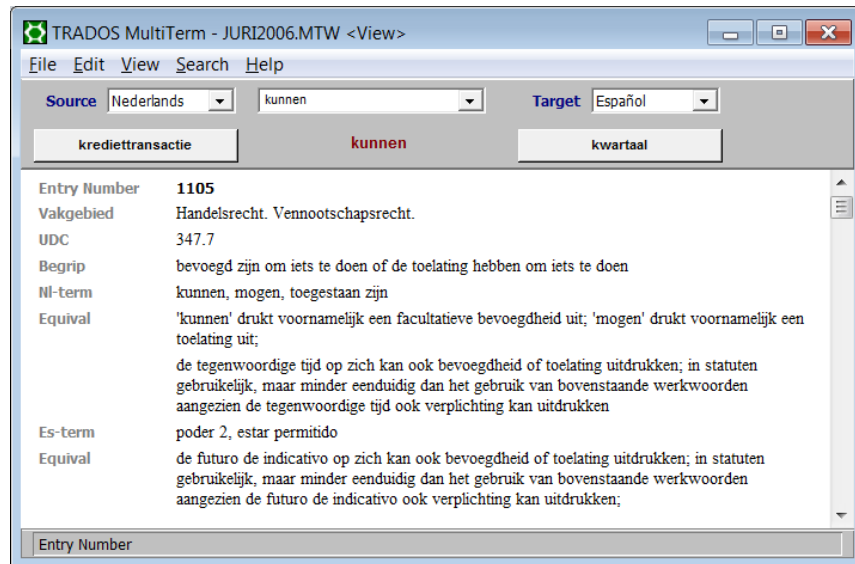 TRADOS MultiTerm - JURI2006.MTW <View>
File Edit View Search Help
Source Nederlands kunnen Target Español
krediettransactie kunnen kwartaal
Entry Number 1105
Vakgebied Handelsrecht. Vennootschapsrecht.
UDC 347.7
Begrip bevoegd zijn om iets te doen of de toelating hebben om iets te doen
Nl-term kunnen, mogen, toegestaan zijn
Equival 'kunnen' drukt voornamelijk een facultatieve bevoegdheid uit; 'mogen' drukt voornamelijk een
toelating uit;
de tegenwoordige tijd op zich kan ook bevoegdheid of toelating uitdrukken; in statuten
gebruikelijk, maar minder eenduidig dan het gebruik van bovenstaande werkwoorden
aangezien de tegenwoordige tijd ook verplichting kan uitdrukken
Es-term poder 2, estar permitido
Equival de futuro de indicativo op zich kan ook bevoegdheid of toelating uitdrukken; in statuten
gebruikelijk, maar minder eenduidig dan het gebruik van bovenstaande werkwoorden
aangezien de futuro de indicativo ook verplichting kan uitdrukken;
Entry Number